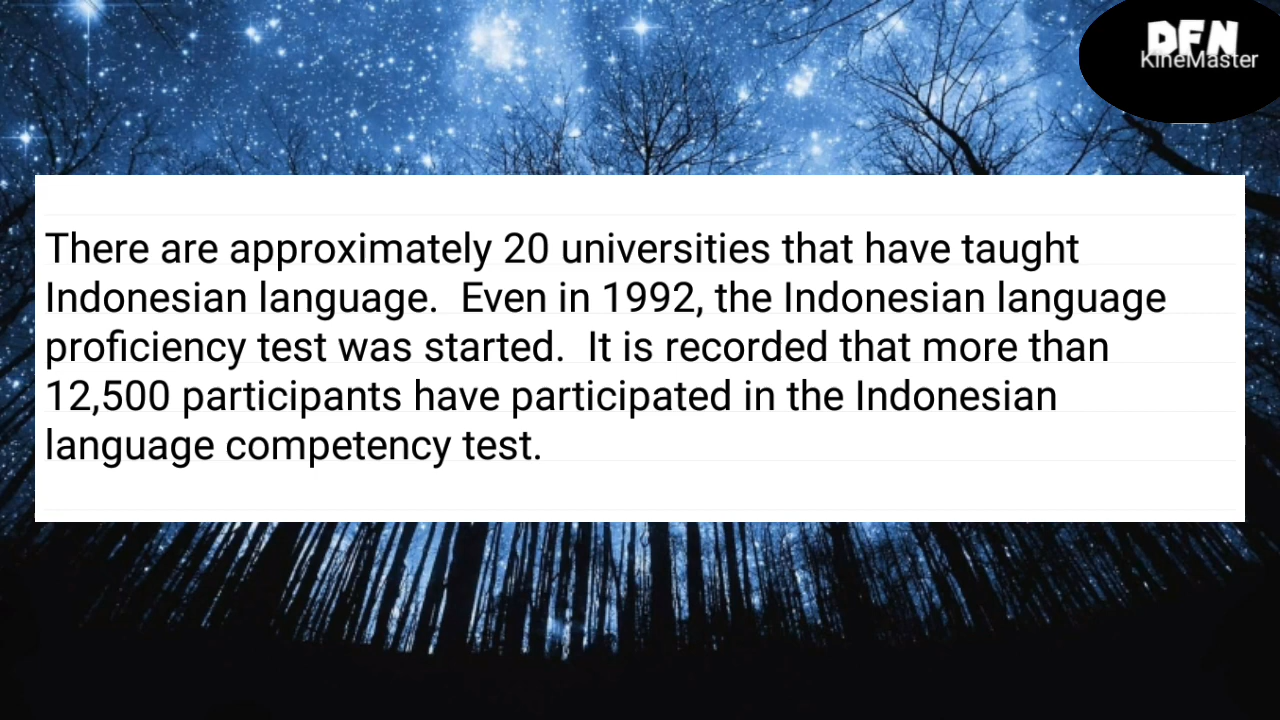 DFN
KineMaster
There are approximately 20 universities that have taught
Indonesian language.  Even in 1992, the Indonesian language
proficiency test was started.  It is recorded that more than
12,500 participants have participated in the Indonesian
language competency test.